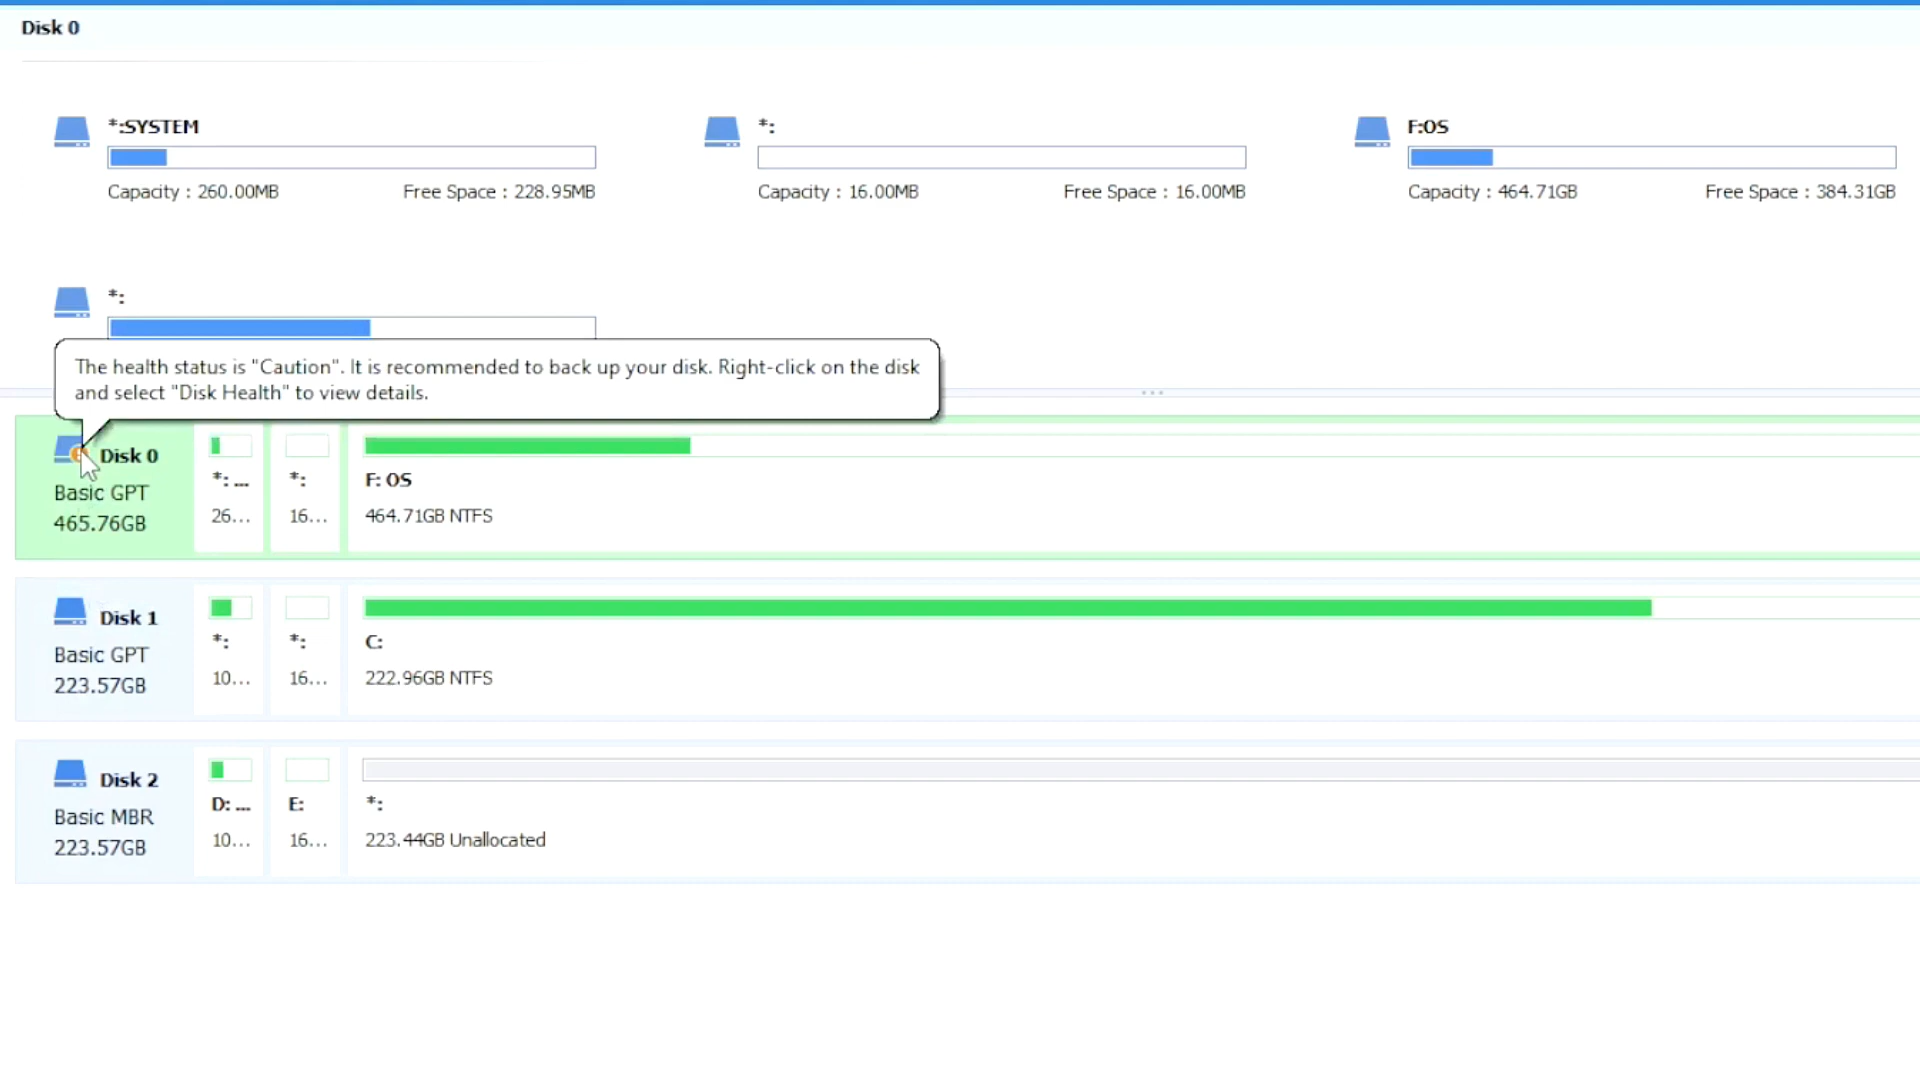 Disk 0
*:SYSTEM
Capacity : 260.00MB Free Space : 228.95MB
*:
Capacity : 16.00MB Free Space : 16.00MB
F:OS
Capacity : 464.71GB Free Space : 384.31GB
*:
The health status is "Caution". It is recommended to back up your disk. Right-click on the disk
and select "Disk Health" to view details.
Disk 0
Basic GPT
465.76GB
*: ...
26...
*:
16...
F: OS
464.71GB NTFS
Disk 1
Basic GPT
223.57GB
*:
10...
*:
16...
C:
222.96GB NTFS
Disk 2
Basic MBR
223.57GB
D: ...
10...
E:
16...
*:
223.44GB Unallocated